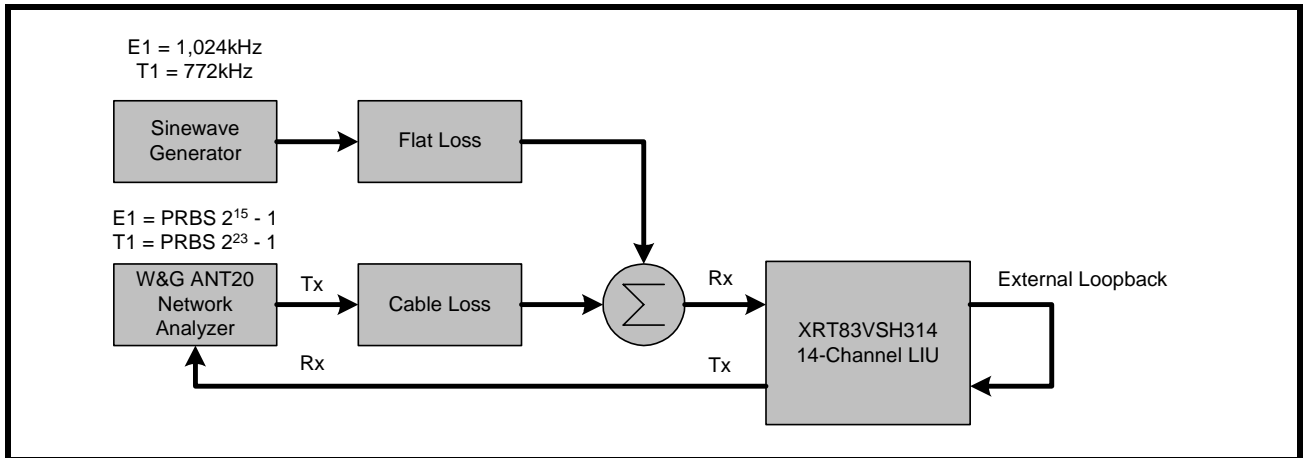 E1 = 1,024kHz
T1 = 772kHz
Sinewave
Generator
Flat Loss
E1 = PRBS 2¹⁵ - 1
T1 = PRBS 2²³ - 1
W&G ANT20
Network
Analyzer
Tx
Cable Loss
Σ
Rx
XRT83VSH314
14-Channel LIU
External Loopback
Rx
Tx